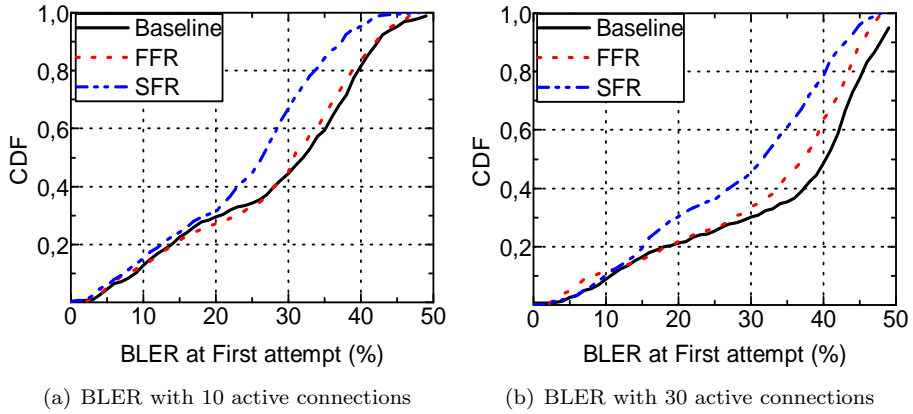 1,0
0,8
0,6
0,4
0,2
CDF
Baseline
FFR
SFR
0 10 20 30 40 50
BLER at First attempt (%)
(a) BLER with 10 active connections
1,0
0,8
0,6
0,4
0,2
CDF
Baseline
FFR
SFR
0 10 20 30 40 50
BLER at First attempt (%)
(b) BLER with 30 active connections